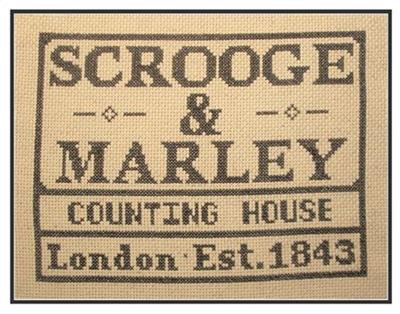 SCROOGE
&
MARLEY
COUNTING HOUSE
London Est. 1843